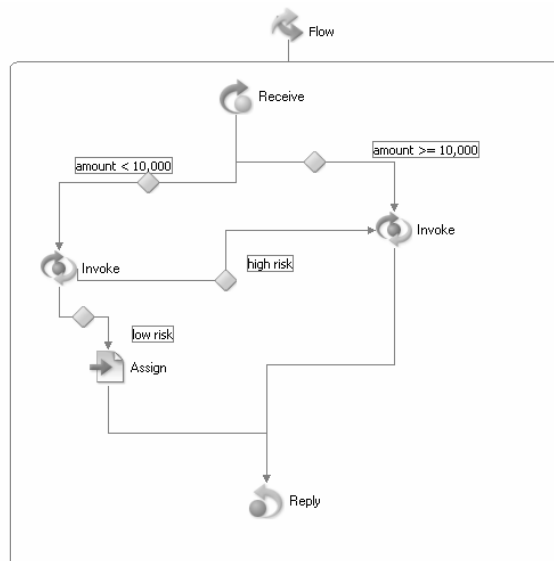 Flow
Receive
amount < 10,000
amount >= 10,000
Invoke
Invoke
high risk
low risk
Assign
Reply